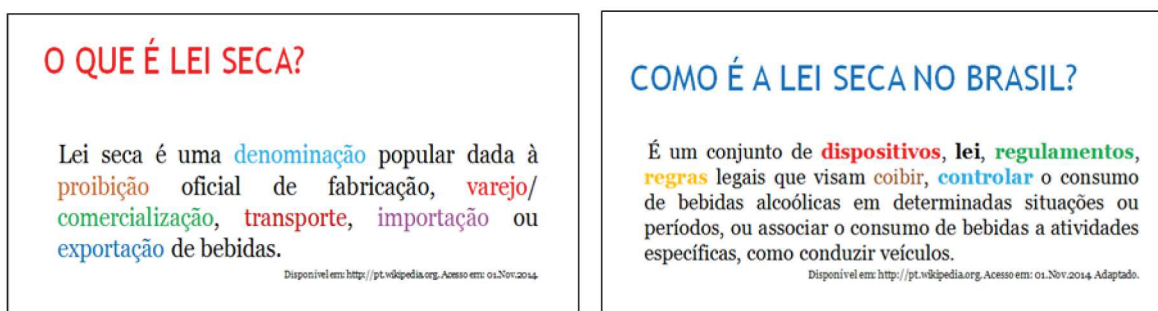 O QUE É LEI SECA?
Lei seca é uma denominação popular dada à
proibição oficial de fabricação, varejo/
comercialização, transporte, importação ou
exportação de bebidas.
Disponível em: http://pt.wikipedia.org. Acesso em: 01.Nov.2014.
COMO É A LEI SECA NO BRASIL?
É um conjunto de dispositivos, lei, regulamentos,
regras legais que visam coibir, controlar o consumo
de bebidas alcoólicas em determinadas situações ou
períodos, ou associar o consumo de bebidas a atividades
específicas, como conduzir veículos.
Disponível em: http://pt.wikipedia.org. Acesso em: 01.Nov.2014. Adaptado.